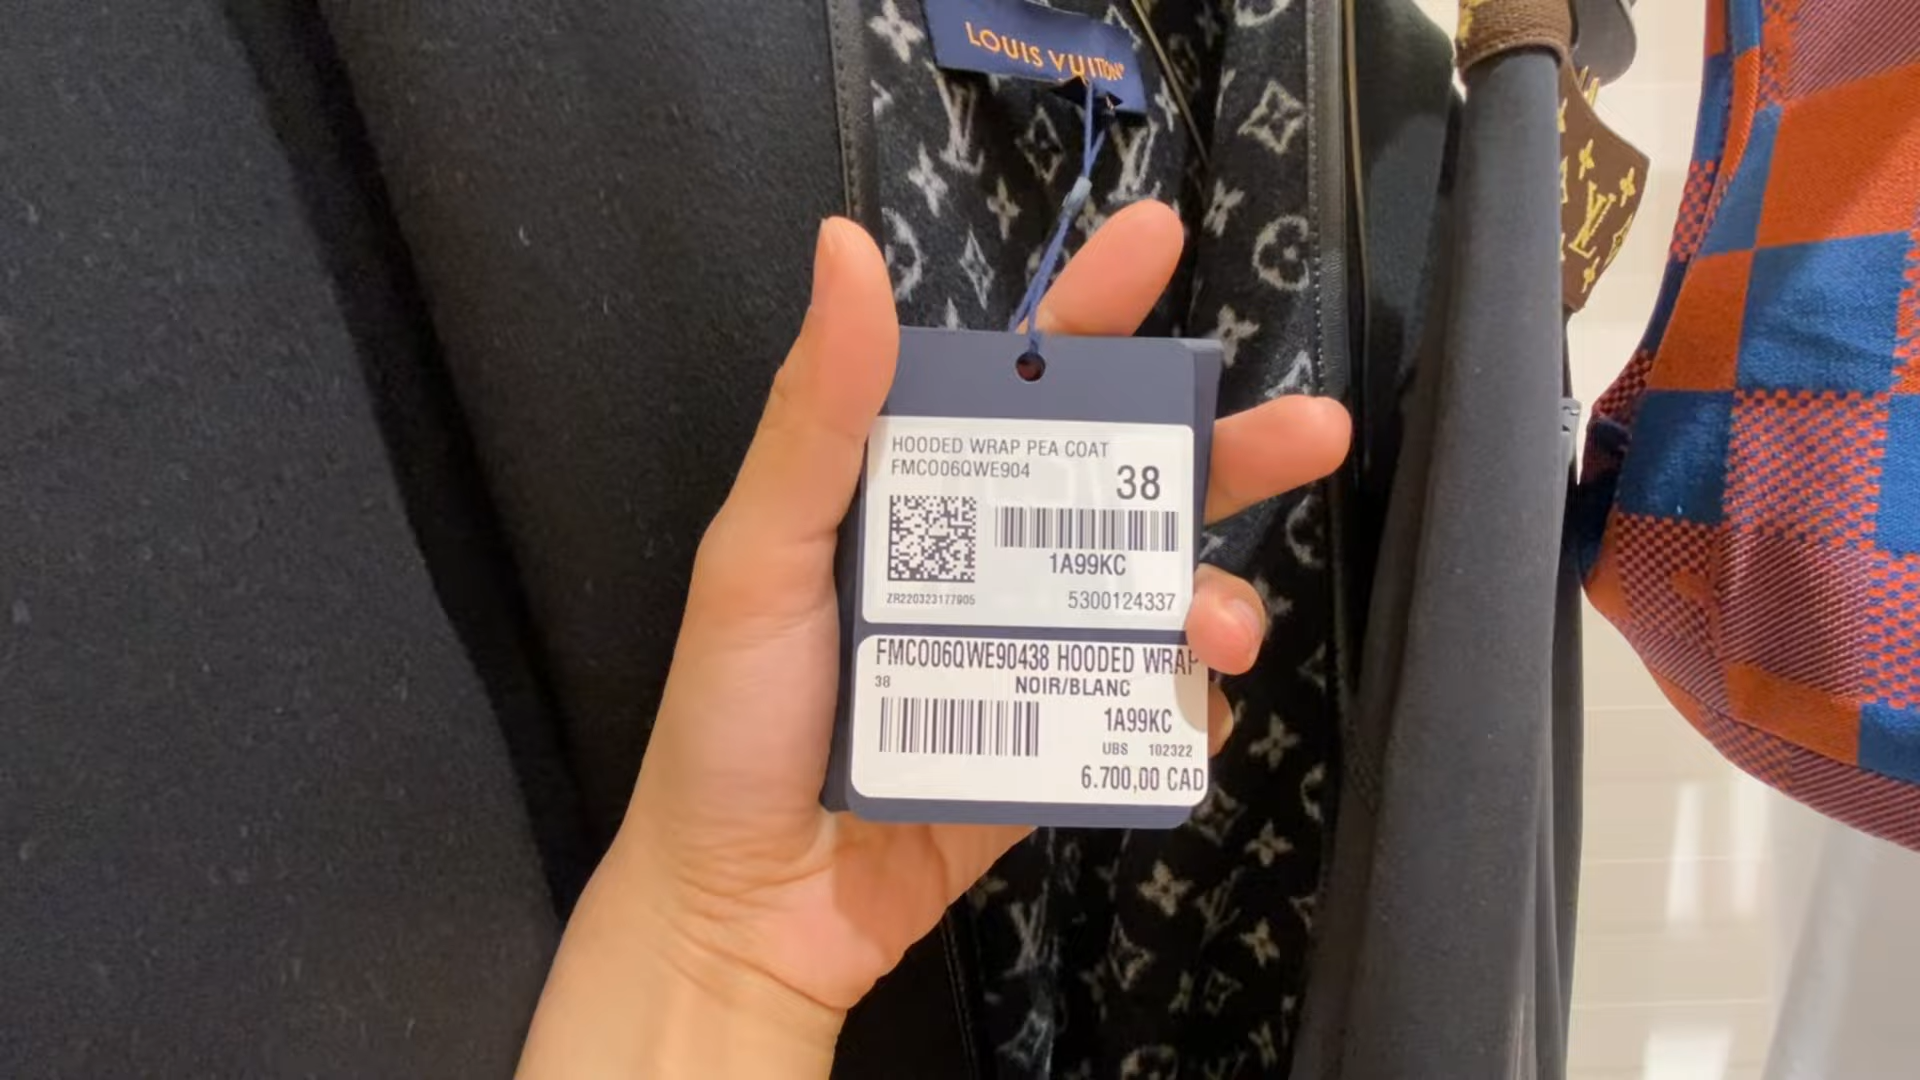 LOUIS VUITTON
HOODED WRAP PEA COAT
FMCO06QWE904
38
1A99KC
ZR220323177905
5300124337
FMCO06QWE90438 HOODED WRAP
38 NOIR/BLANC
1A99KC
UBS 102322
6.700,00 CAD